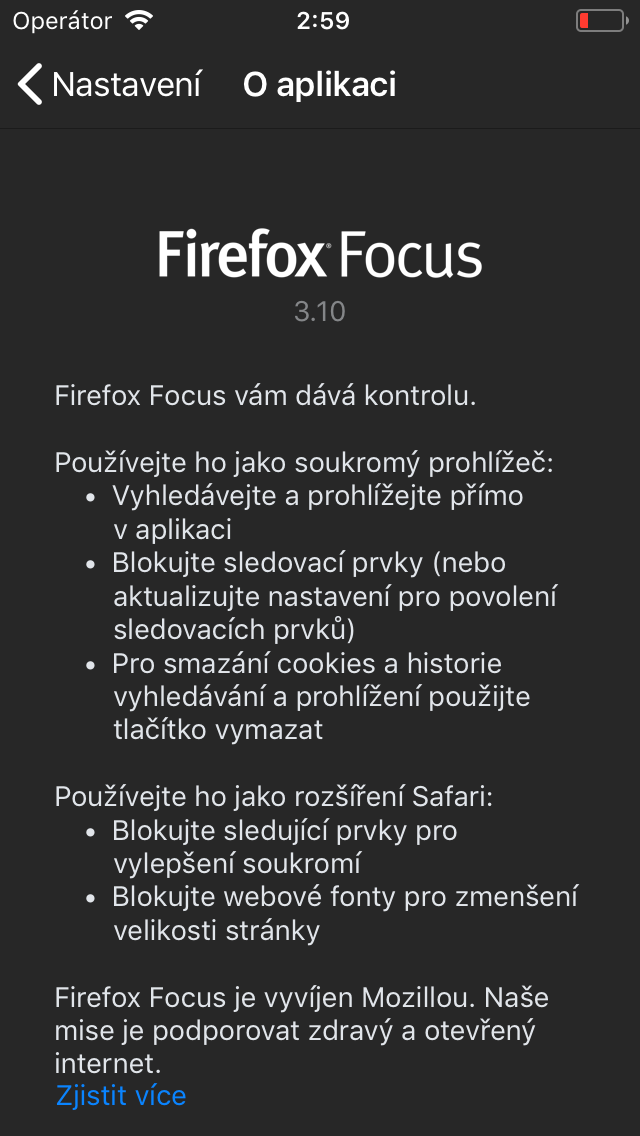 Operátor 2:59
Nastavení O aplikaci
Firefox Focus
3.10
Firefox Focus vám dává kontrolu.
Používejte ho jako soukromý prohlížeč:
• Vyhledávejte a prohlížejte přímo
v aplikaci
• Blokujte sledovací prvky (nebo
aktualizujte nastavení pro povolení
sledovacích prvků)
• Pro smazání cookies a historie
vyhledávání a prohlížení použijte
tlačítko vymazat
Používejte ho jako rozšíření Safari:
• Blokujte sledující prvky pro
vylepšení soukromí
• Blokujte webové fonty pro zmenšení
velikosti stránky
Firefox Focus je vyvíjen Mozillou. Naše
mise je podporovat zdravý a otevřený
internet.
Zjistit více